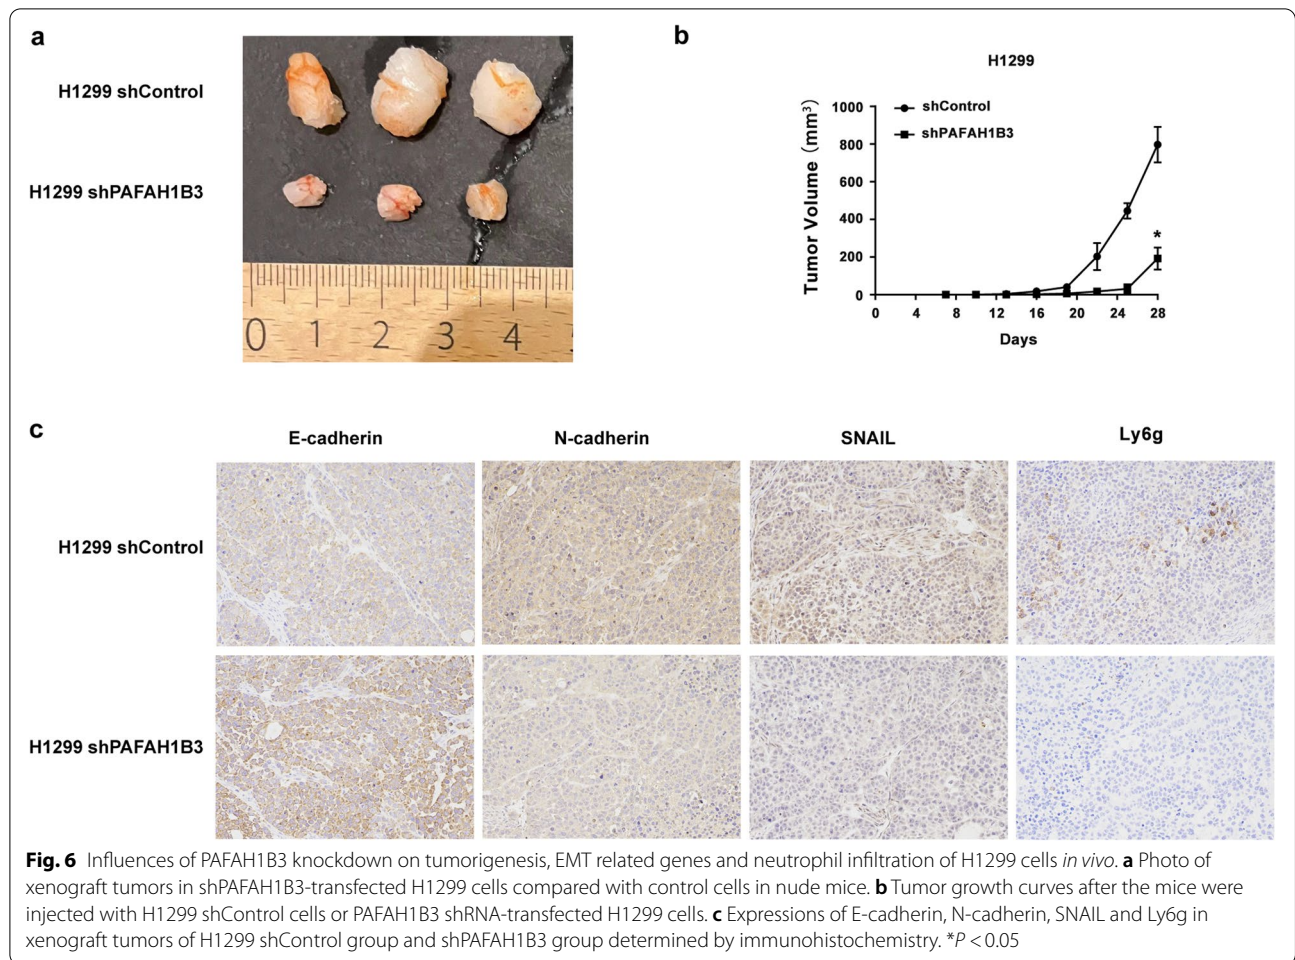 a
H1299 shControl
H1299 shPAFAH1B3
0 1 2 3 4
b
H1299
shControl
shPAFAH1B3
Tumor Volume (mm³)
1000
800
600
400
200
0
*
0 4 8 12 16 20 24 28
Days
c
E-cadherin N-cadherin SNAIL Ly6g
H1299 shControl
H1299 shPAFAH1B3
Fig. 6 Influences of PAFAH1B3 knockdown on tumorigenesis, EMT related genes and neutrophil infiltration of H1299 cells in vivo. a Photo of
xenograft tumors in shPAFAH1B3-transfected H1299 cells compared with control cells in nude mice. b Tumor growth curves after the mice were
injected with H1299 shControl cells or PAFAH1B3 shRNA-transfected H1299 cells. c Expressions of E-cadherin, N-cadherin, SNAIL and Ly6g in
xenograft tumors of H1299 shControl group and shPAFAH1B3 group determined by immunohistochemistry. *P < 0.05